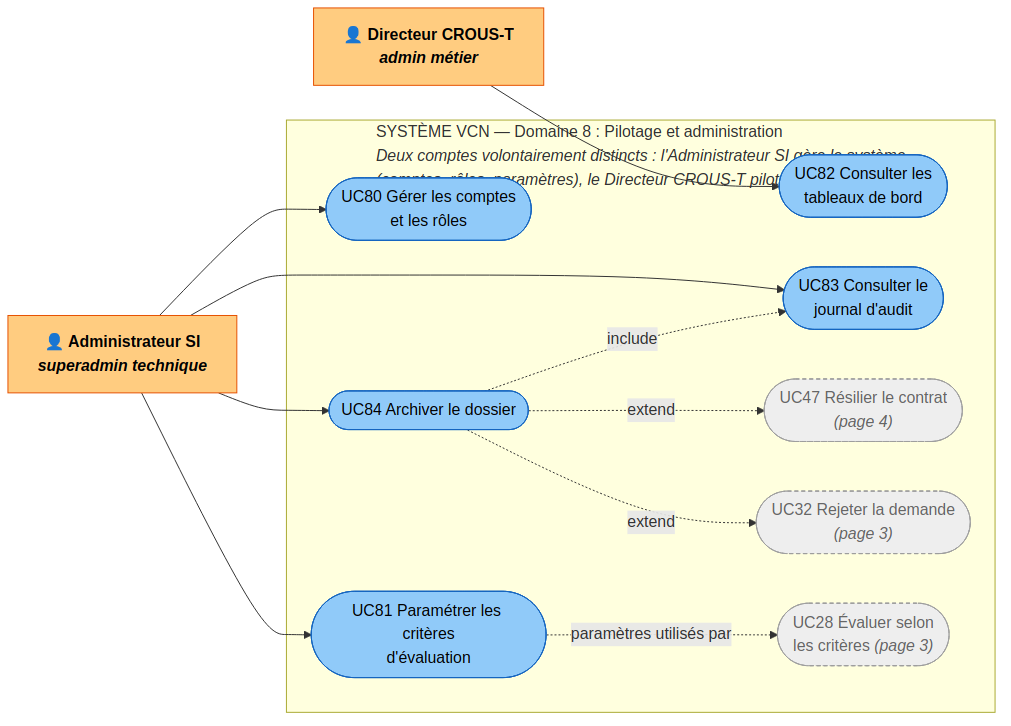 👤 Directeur CROUS-T
admin métier
SYSTÈME VCN — Domaine 8 : Pilotage et administration
Deux comptes volontairement distincts : l'Administrateur SI gère le système
(comptes, rôles, paramètres), le Directeur CROUS-T pilot
UC82 Consulter les
tableaux de bord
UC80 Gérer les comptes
et les rôles
UC83 Consulter le
journal d'audit
include
👤 Administrateur SI
superadmin technique
UC84 Archiver le dossier
extend
UC47 Résilier le contrat
(page 4)
extend
UC32 Rejeter la demande
(page 3)
UC81 Paramétrer les
critères
d'évaluation
paramètres utilisés par
UC28 Évaluer selon
les critères (page 3)